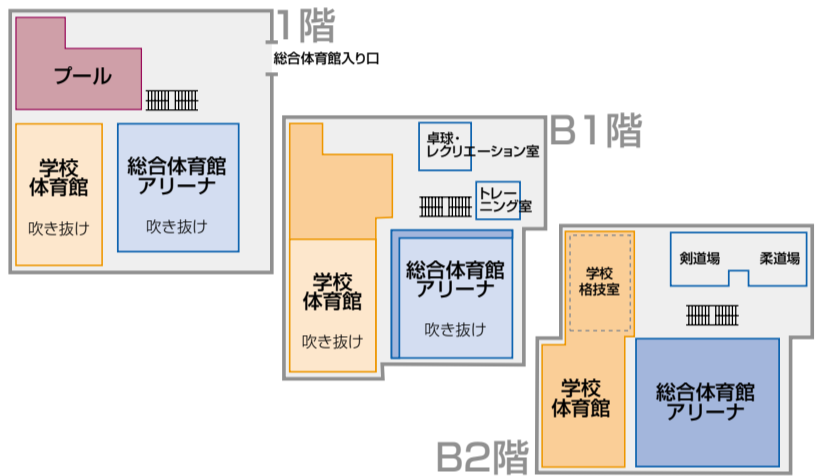 1階
総合体育館入り口
プール
学校
体育館
吹き抜け
総合体育館
アリーナ
吹き抜け
B1階
卓球・
レクリエーション室
トレー
ニング室
学校
体育館
吹き抜け
総合体育館
アリーナ
吹き抜け
学校
格技室
剣道場
柔道場
学校
体育館
総合体育館
アリーナ
B2階